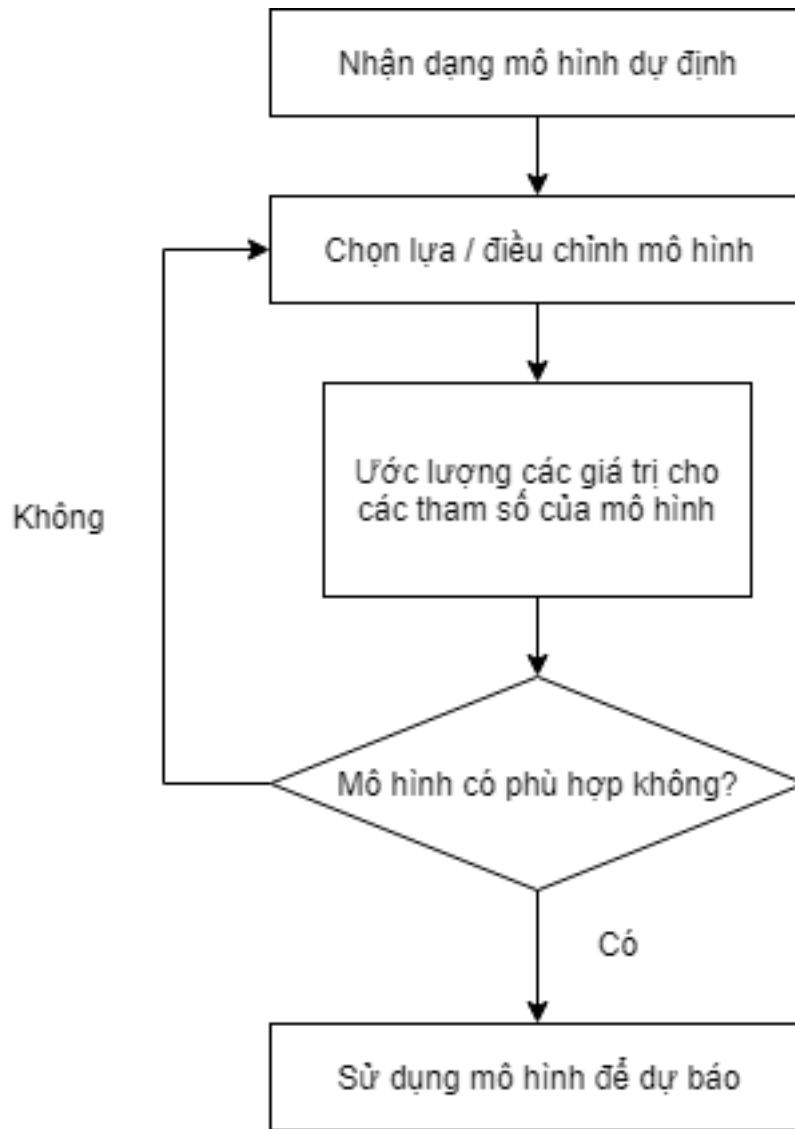 Nhận dạng mô hình dự định
Chọn lựa / điều chỉnh mô hình
Ước lượng các giá trị cho
các tham số của mô hình
Không
Mô hình có phù hợp không?
Có
Sử dụng mô hình để dự báo